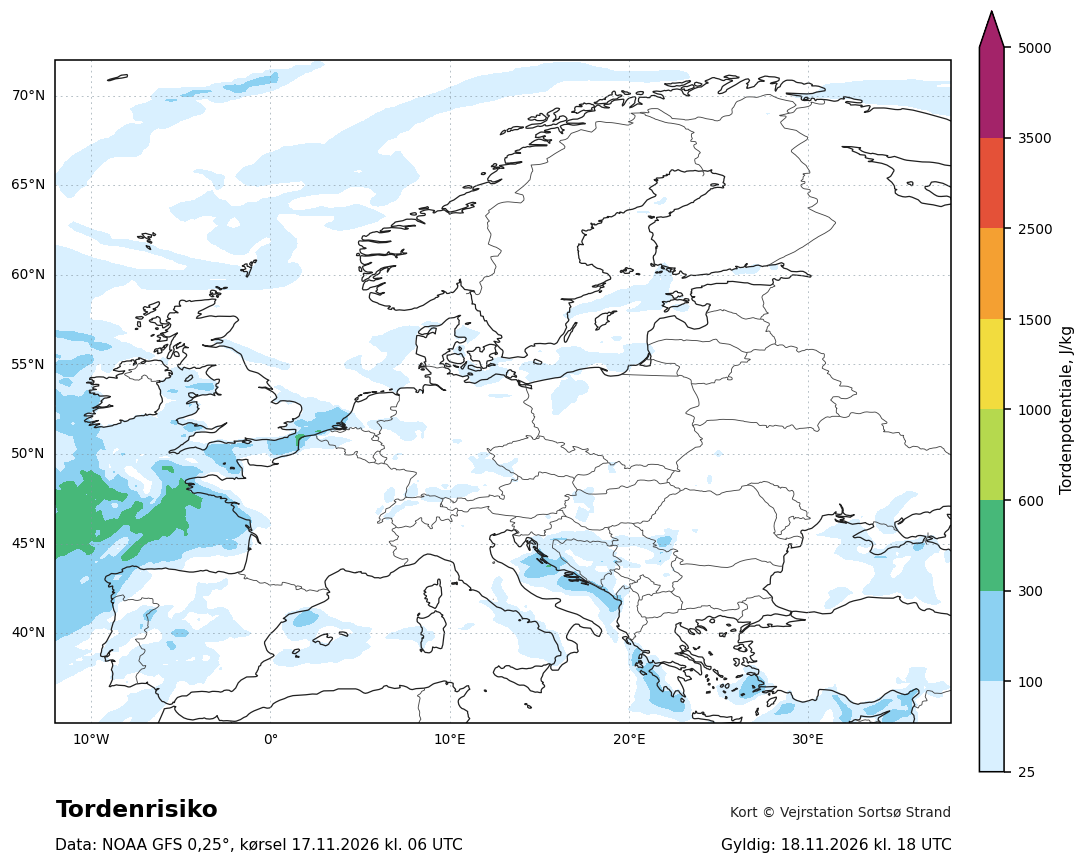 70°N
65°N
60°N
55°N
50°N
45°N
40°N
10°W
0°
10°E
20°E
30°E
5000
3500
2500
1500
1000
600
300
100
25
Tordenpotentiale, J/kg
Tordenrisiko
Kort © Vejrstation Sortsø Strand
Data: NOAA GFS 0,25°, kørsel 17.11.2026 kl. 06 UTC
Gyldig: 18.11.2026 kl. 18 UTC